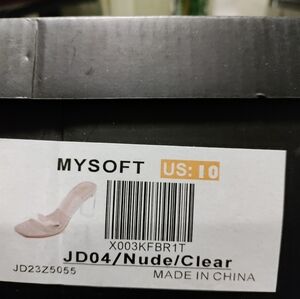 MYSOFT US: 10
X003KFBR1T
JD04/Nude/Clear
JD23Z5055 MADE IN CHINA